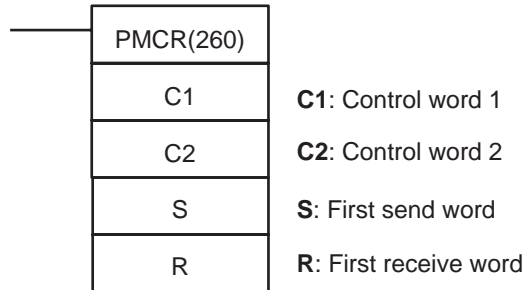 PMCR(260)
C1 C1: Control word 1
C2 C2: Control word 2
S S: First send word
R R: First receive word